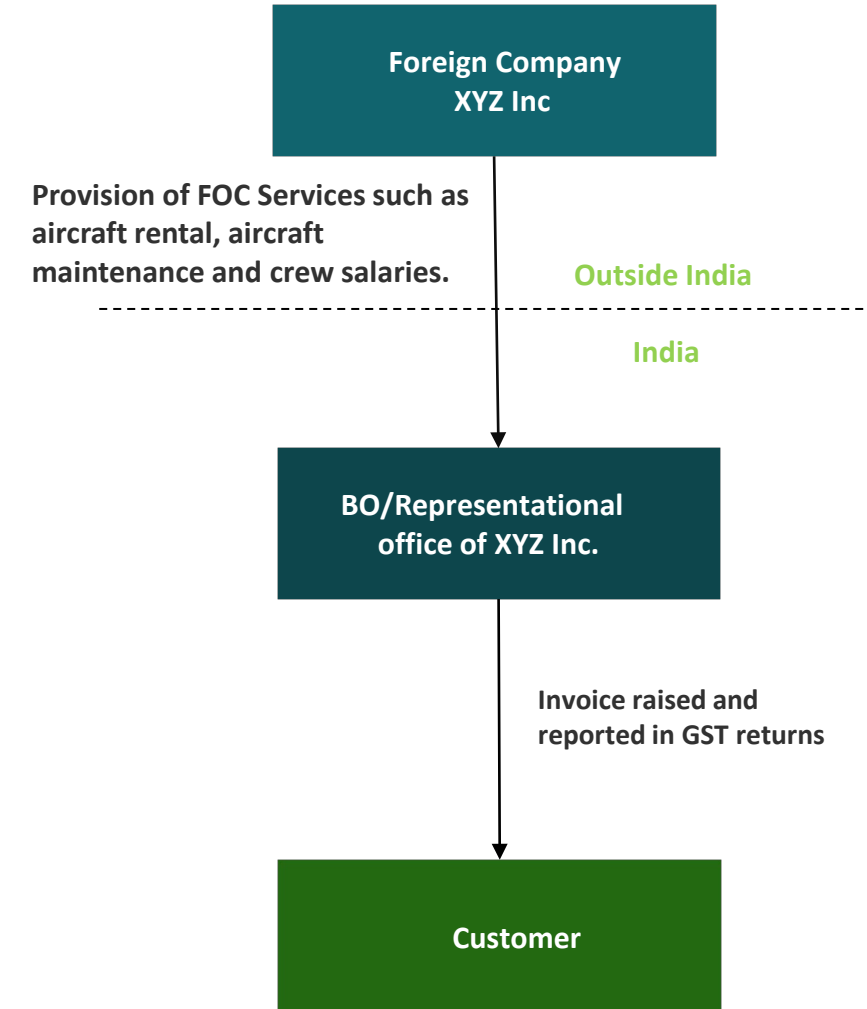 Foreign Company
XYZ Inc
Provision of FOC Services such as
aircraft rental, aircraft
maintenance and crew salaries.
Outside India
India
BO/Representational
office of XYZ Inc.
Invoice raised and
reported in GST returns
Customer